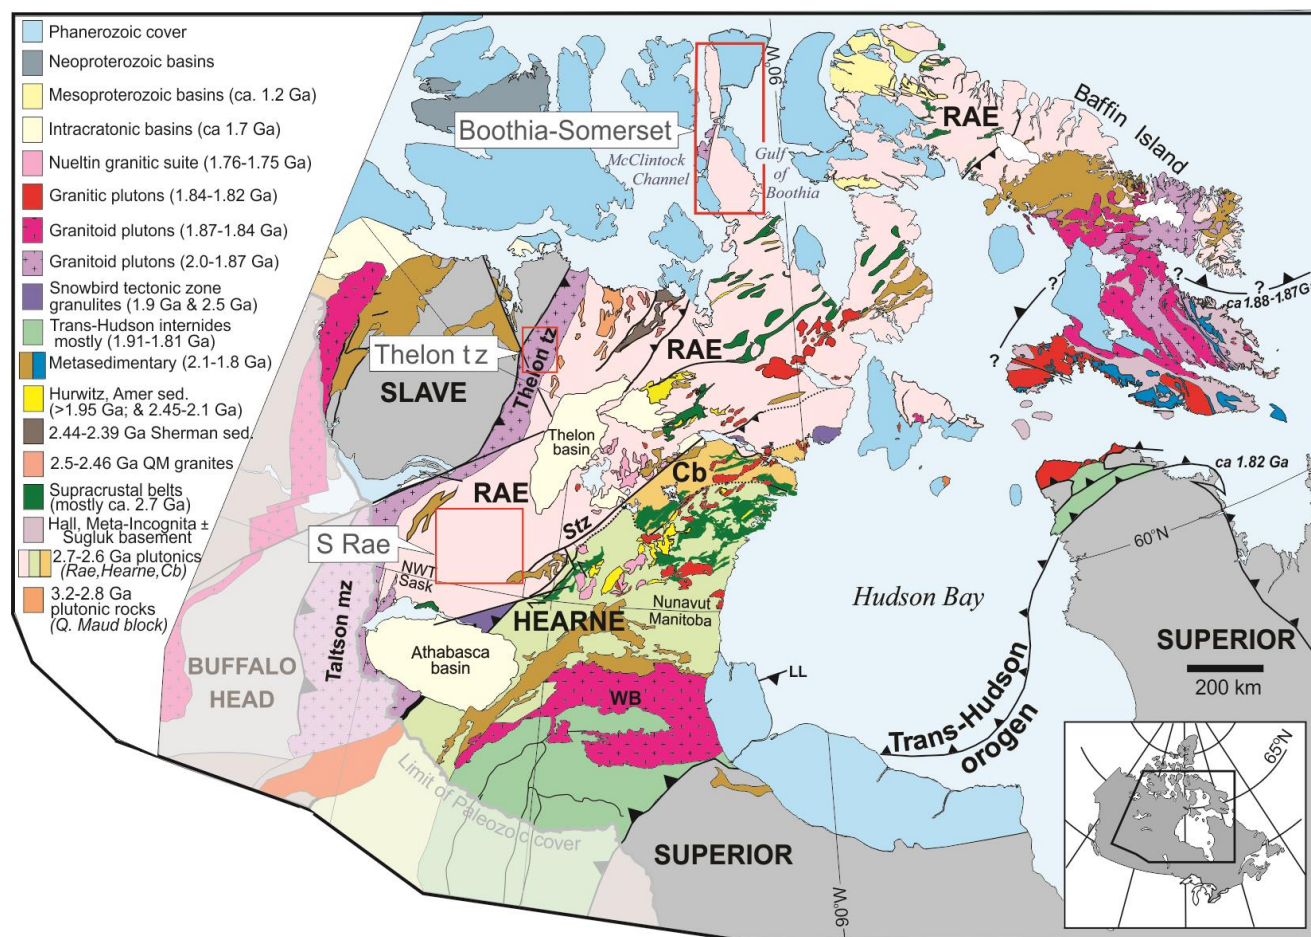 Phanerozoic cover
Neoproterozoic basins
Mesoproterozoic basins (ca. 1.2 Ga)
Intracratonic basins (ca 1.7 Ga)
Nueltin granitic suite (1.76-1.75 Ga)
Granitic plutons (1.84-1.82 Ga)
Granitoid plutons (1.87-1.84 Ga)
Granitoid plutons (2.0-1.87 Ga)
Snowbird tectonic zone
granulites (1.9 Ga & 2.5 Ga)
Trans-Hudson internides
mostly (1.91-1.81 Ga)
Metasedimentary (2.1-1.8 Ga)
Hurwitz, Amer sed.
(>1.95 Ga; & 2.45-2.1 Ga)
2.44-2.39 Ga Sherman sed.
2.5-2.46 Ga QM granites
Supracrustal belts
(mostly ca. 2.7 Ga)
Hall, Meta-Incognita ±
Sugluk basement
2.7-2.6 Ga plutonics
(Rae,Hearne,Cb)
3.2-2.8 Ga
plutonic rocks
(Q. Maud block)
Boothia-Somerset
McClintock
Channel
Gulf
of
Boothia
90°W
RAE
Baffin Island
Thelon tz
SLAVE
Thelon tz
RAE
Thelon
basin
RAE
Cb
Stz
S Rae
NWT
Sask
HEARNE
Nunavut
Manitoba
Athabasca
basin
Taltson mz
BUFFALO
HEAD
WB
LL
Limit of Paleozoic cover
Hudson Bay
Trans-Hudson
orogen
SUPERIOR
SUPERIOR
200 km
90°W
60°N
65°N
?
?
?
?
ca 1.88-1.87Ga
ca 1.82 Ga